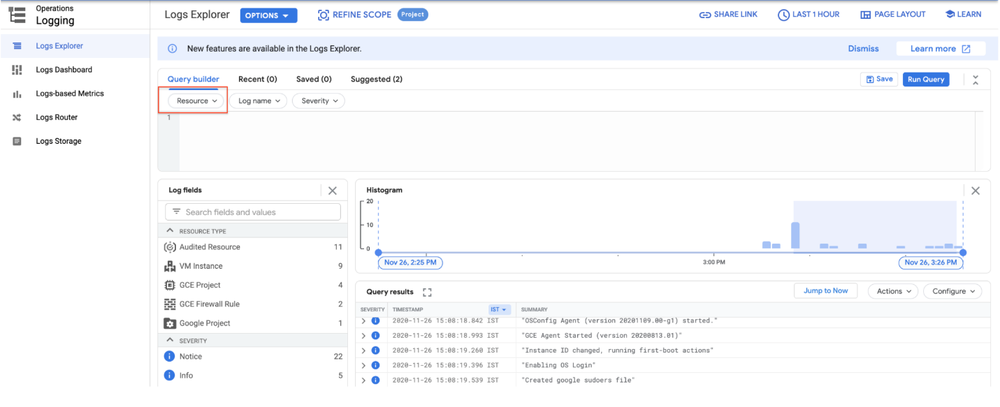 Operations
Logging
Logs Explorer
Logs Dashboard
Logs-based Metrics
Logs Router
Logs Storage
Logs Explorer OPTIONS REFINE SCOPE Project SHARE LINK LAST 1 HOUR PAGE LAYOUT LEARN
New features are available in the Logs Explorer. Dismiss Learn more
Query builder Recent (0) Saved (0) Suggested (2) Save Run Query
Resource Log name Severity
1
Log fields
Search fields and values
RESOURCE TYPE
Audited Resource 11
VM Instance 9
GCE Project 4
GCE Firewall Rule 2
Google Project 1
SEVERITY
Notice 22
Info 5
Histogram
20
10
0
Nov 26, 2:25 PM 3:00 PM Nov 26, 3:26 PM
Query results Jump to Now Actions Configure
SEVERITY TIMESTAMP IST SUMMARY
2020-11-26 15:08:18.842 IST "OSConfig Agent (version 20201109.00-g1) started."
2020-11-26 15:08:18.993 IST "GCE Agent Started (version 20200813.01)"
2020-11-26 15:08:19.260 IST "Instance ID changed, running first-boot actions"
2020-11-26 15:08:19.396 IST "Enabling OS Login"
2020-11-26 15:08:19.539 IST "Created google sudoers file"